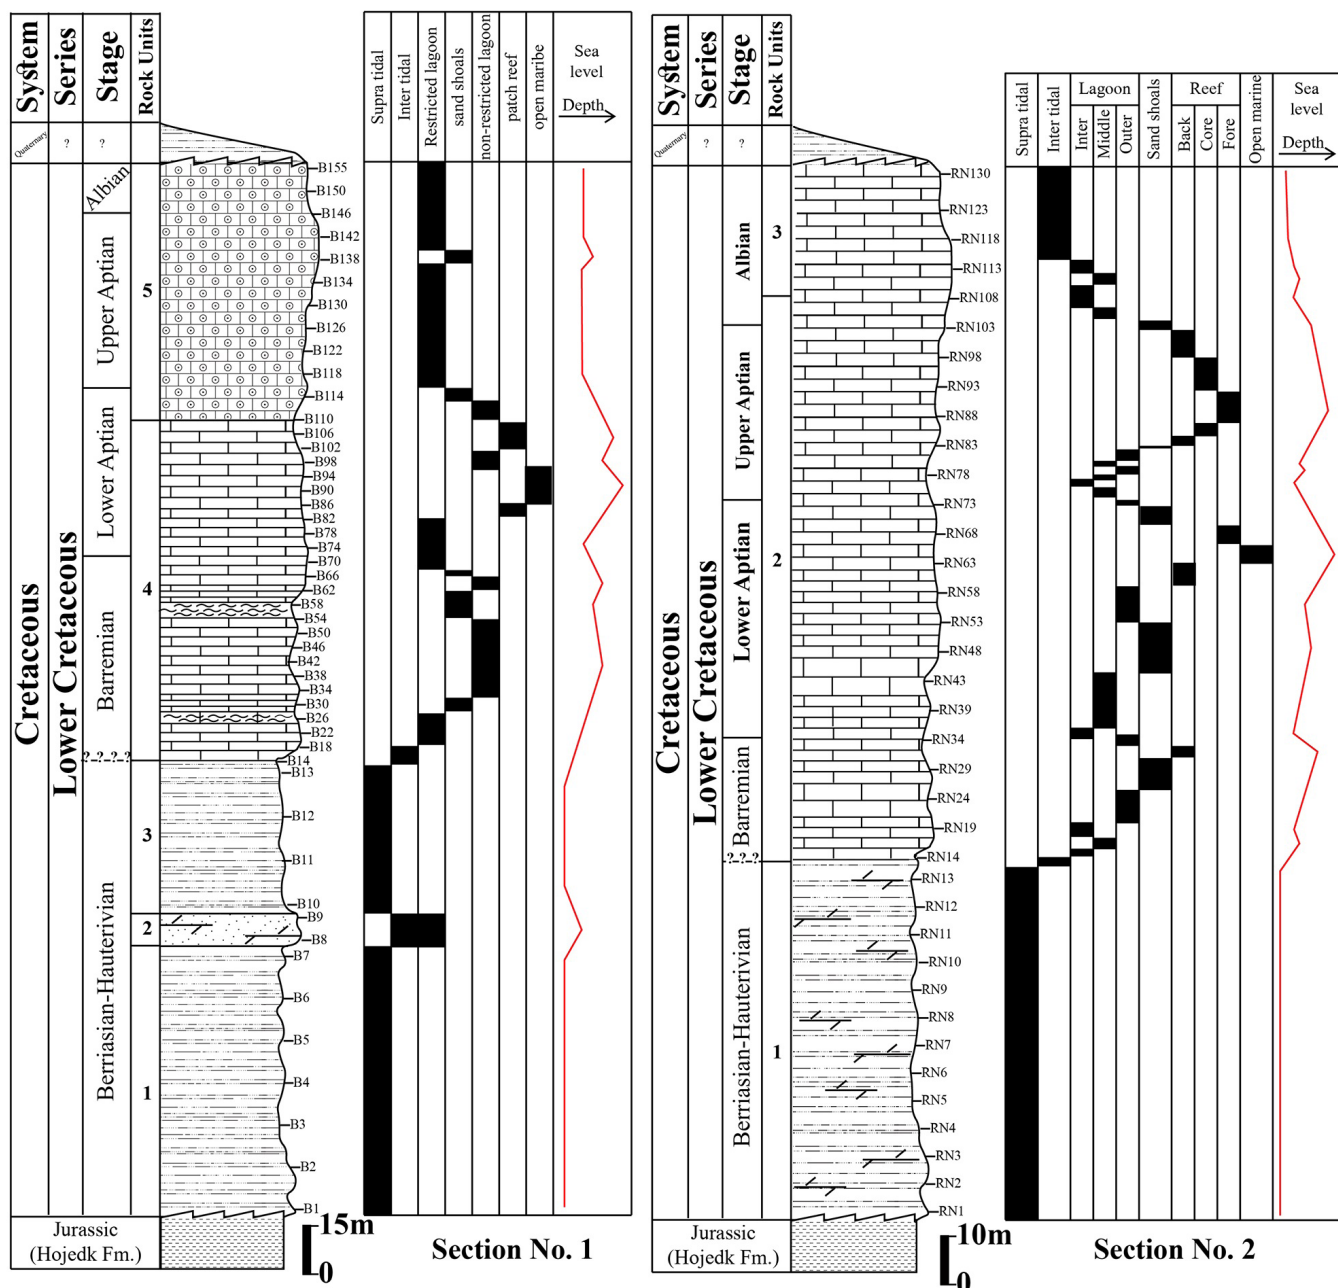 System
Series
Stage
Rock Units
Supra tidal
Inter tidal
Restricted lagoon
sand shoals
non-restricted lagoon
patch reef
open maribe
Sea
level
Depth
Quaternary
?
?
Cretaceous
Lower Cretaceous
Albian
Upper Aptian
Lower Aptian
Barremian
? ? ? ?
Berriasian-Hauterivian
5
4
3
2
1
B155
B150
B146
B142
B138
B134
B130
B126
B122
B118
B114
B110
B106
B102
B98
B94
B90
B86
B82
B78
B74
B70
B66
B62
B58
B54
B50
B46
B42
B38
B34
B30
B26
B22
B18
B14
B13
B12
B11
B10
B9
B8
B7
B6
B5
B4
B3
B2
B1
Jurassic
(Hojedk Fm.)
15m
0
Section No. 1
System
Series
Stage
Rock Units
Supra tidal
Inter tidal
Lagoon
Inter
Middle
Outer
Sand shoals
Reef
Back
Core
Fore
Open marine
Sea
level
Depth
Quaternary
?
?
Cretaceous
Lower Cretaceous
Albian
Upper Aptian
Lower Aptian
Barremian
? ? ?
Berriasian-Hauterivian
3
2
1
RN130
RN123
RN118
RN113
RN108
RN103
RN98
RN93
RN88
RN83
RN78
RN73
RN68
RN63
RN58
RN53
RN48
RN43
RN39
RN34
RN29
RN24
RN19
RN14
RN13
RN12
RN11
RN10
RN9
RN8
RN7
RN6
RN5
RN4
RN3
RN2
RN1
Jurassic
(Hojedk Fm.)
10m
0
Section No. 2